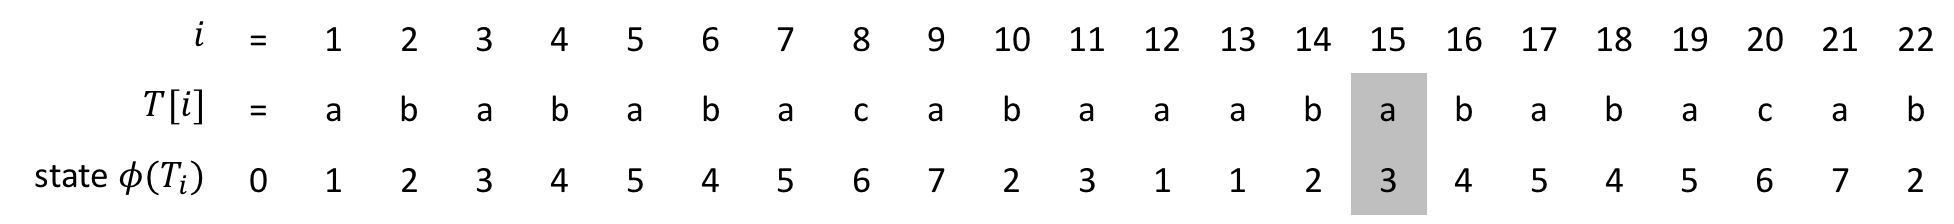 i = 1 2 3 4 5 6 7 8 9 10 11 12 13 14 15 16 17 18 19 20 21 22
T[i] = a b a b a b a c a b a a a b a b a b a c a b
state ϕ(Tᵢ) 0 1 2 3 4 5 4 5 6 7 2 3 1 1 2 3 4 5 4 5 6 7 2